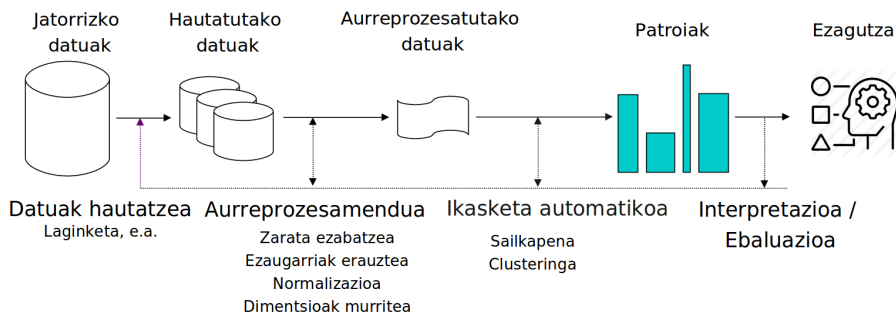 Jatorrizko
datuak
Hautatutako
datuak
Aurreprozesatutako
datuak
Patroiak
Ezagutza
Datuak hautatzea
Laginketa, e.a.
Aurreprozesamendua
Zarata ezabatzea
Ezaugarriak erauztea
Normalizazioa
Dimentsioak murritea
Ikasketa automatikoa
Sailkapena
Clusteringa
Interpretazioa /
Ebaluazioa